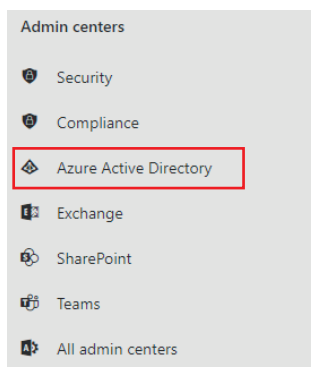 Admin centers
Security
Compliance
Azure Active Directory
Exchange
SharePoint
Teams
All admin centers